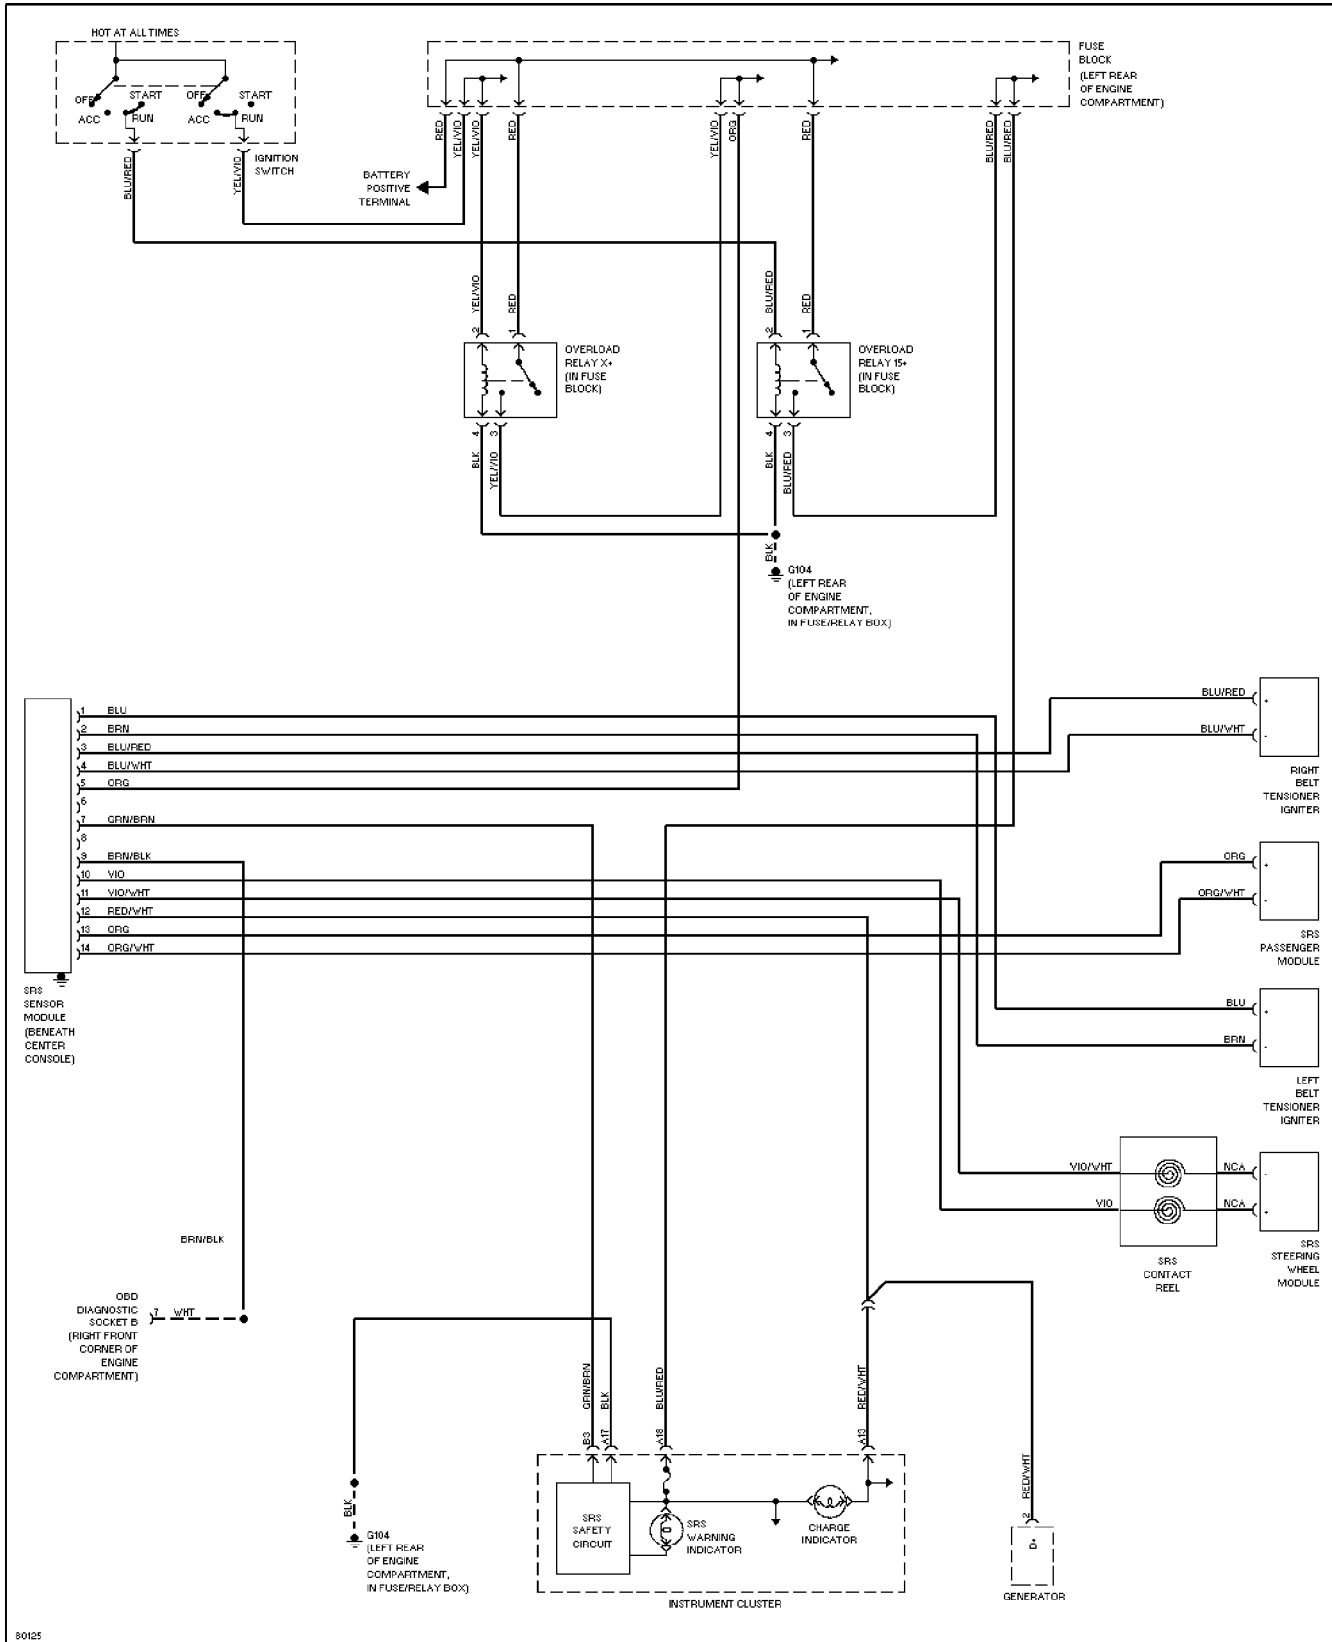 HOT AT ALL TIMES
OFF
START
ACC
RUN
OFF
START
ACC
RUN
IGNITION
SWITCH
BLU/RED
YEL/VIO
FUSE
BLOCK
(LEFT REAR
OF ENGINE
COMPARTMENT)
RED
YEL/VIO
YEL/VIO
RED
YEL/VIO
ORG
RED
BLU/RED
BLU/RED
BATTERY
POSITIVE
TERMINAL
YEL/VIO
RED
BLU/RED
RED
2
1
2
1
OVERLOAD
RELAY X+
(IN FUSE
BLOCK)
OVERLOAD
RELAY 15+
(IN FUSE
BLOCK)
4
3
4
3
BLK
YEL/VIO
BLK
BLU/RED
BLK
G104
(LEFT REAR
OF ENGINE
COMPARTMENT,
IN FUSE/RELAY BOX)
1 BLU
2 BRN
3 BLU/RED
4 BLU/WHT
5 ORG
6
7 GRN/BRN
8
9 BRN/BLK
10 VIO
11 VIO/WHT
12 RED/WHT
13 ORG
14 ORG/WHT
SRS
SENSOR
MODULE
(BENEATH
CENTER
CONSOLE)
BLU/RED
+
BLU/WHT
-
RIGHT
BELT
TENSIONER
IGNITER
ORG
+
ORG/WHT
-
SRS
PASSENGER
MODULE
BLU
+
BRN
-
LEFT
BELT
TENSIONER
IGNITER
VIO/WHT
NCA
-
VIO
NCA
+
SRS
CONTACT
REEL
SRS
STEERING
WHEEL
MODULE
BRN/BLK
OBD
DIAGNOSTIC
SOCKET B
(RIGHT FRONT
CORNER OF
ENGINE
COMPARTMENT)
7 WHT
GRN/BRN
BLK
BLU/RED
RED/WHT
B3
A17
A18
A13
BLK
G104
(LEFT REAR
OF ENGINE
COMPARTMENT,
IN FUSE/RELAY BOX)
SRS
SAFETY
CIRCUIT
SRS
WARNING
INDICATOR
CHARGE
INDICATOR
INSTRUMENT CLUSTER
RED/WHT
2
D+
GENERATOR
80125